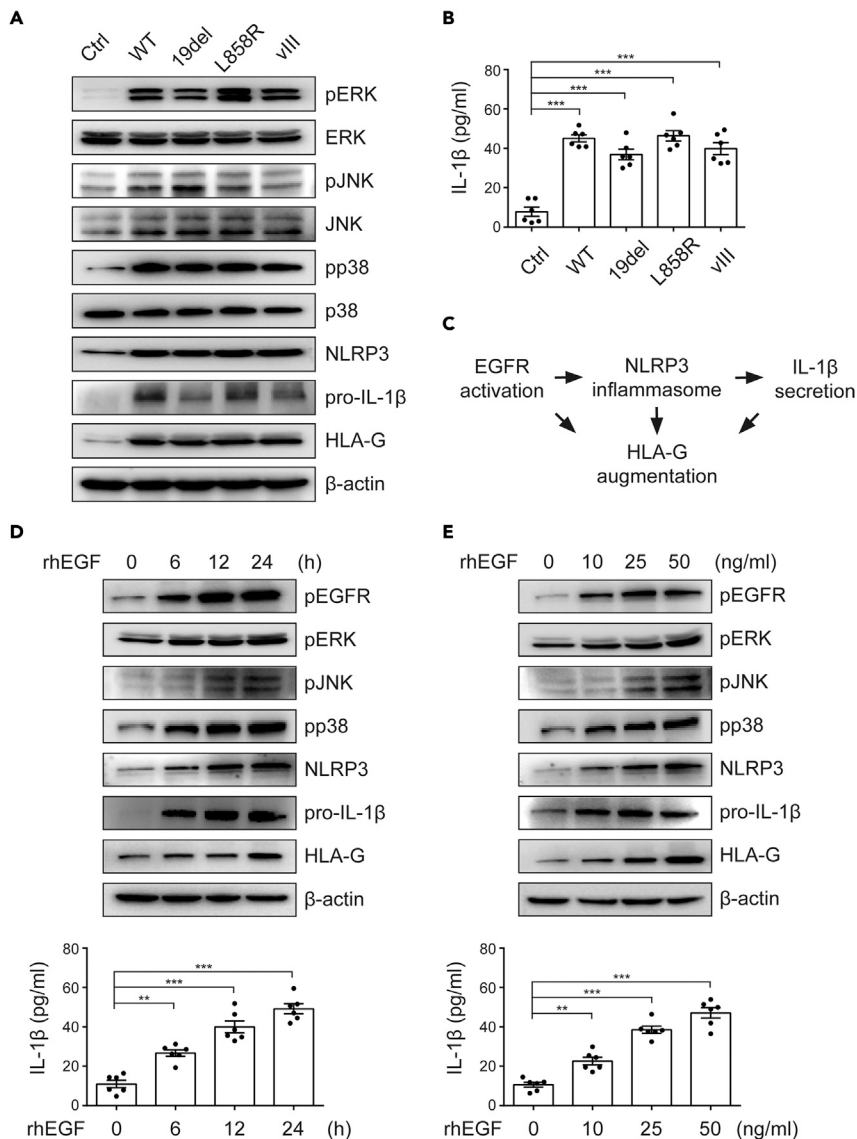 A
Ctrl WT 19del L858R vIII
pERK
ERK
pJNK
JNK
pp38
p38
NLRP3
pro-IL-1β
HLA-G
β-actin
B
IL-1β (pg/ml)
80
60
40
20
0
***
***
***
***
Ctrl WT 19del L858R vIII
C
EGFR
activation
NLRP3
inflammasome
IL-1β
secretion
HLA-G
augmentation
D
rhEGF 0 6 12 24 (h)
pEGFR
pERK
pJNK
pp38
NLRP3
pro-IL-1β
HLA-G
β-actin
IL-1β (pg/ml)
80
60
40
20
0
***
***
**
rhEGF 0 6 12 24 (h)
E
rhEGF 0 10 25 50 (ng/ml)
pEGFR
pERK
pJNK
pp38
NLRP3
pro-IL-1β
HLA-G
β-actin
IL-1β (pg/ml)
80
60
40
20
0
***
***
**
rhEGF 0 10 25 50 (ng/ml)